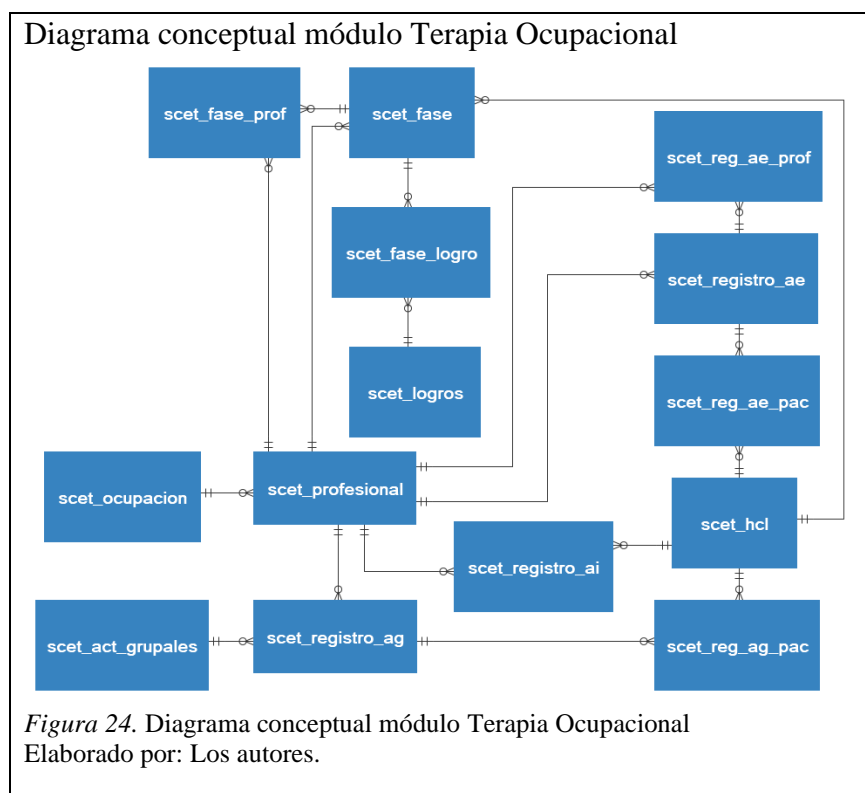 Diagrama conceptual módulo Terapia Ocupacional
scet_fase_prof
scet_fase
scet_reg_ae_prof
scet_fase_logro
scet_registro_ae
scet_logros
scet_reg_ae_pac
scet_ocupacion
scet_profesional
scet_hcl
scet_registro_ai
scet_act_grupales
scet_registro_ag
scet_reg_ag_pac
Figura 24. Diagrama conceptual módulo Terapia Ocupacional
Elaborado por: Los autores.